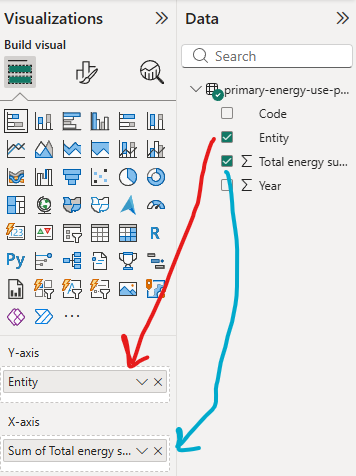 Visualizations
Data
Build visual
Search
primary-energy-use-p...
Code
Entity
Σ Total energy su...
Σ Year
123
R
Py
Y-axis
Entity
X-axis
Sum of Total energy s...